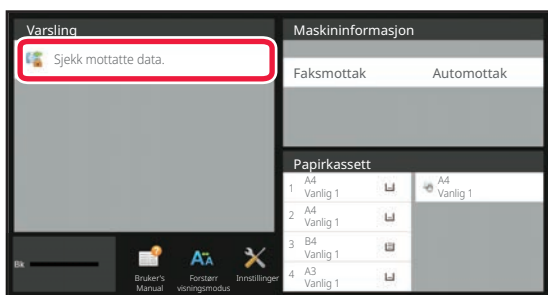 Varsling
Sjekk mottatte data.
Maskininformasjon
Faksmottak Automottak
Papirkassett
1 A4
Vanlig 1
2 A4
Vanlig 1
3 B4
Vanlig 1
4 A3
Vanlig 1
A4
Vanlig 1
Bk
Bruker's
Manual
Forstørr
visningsmodus
Innstillinger